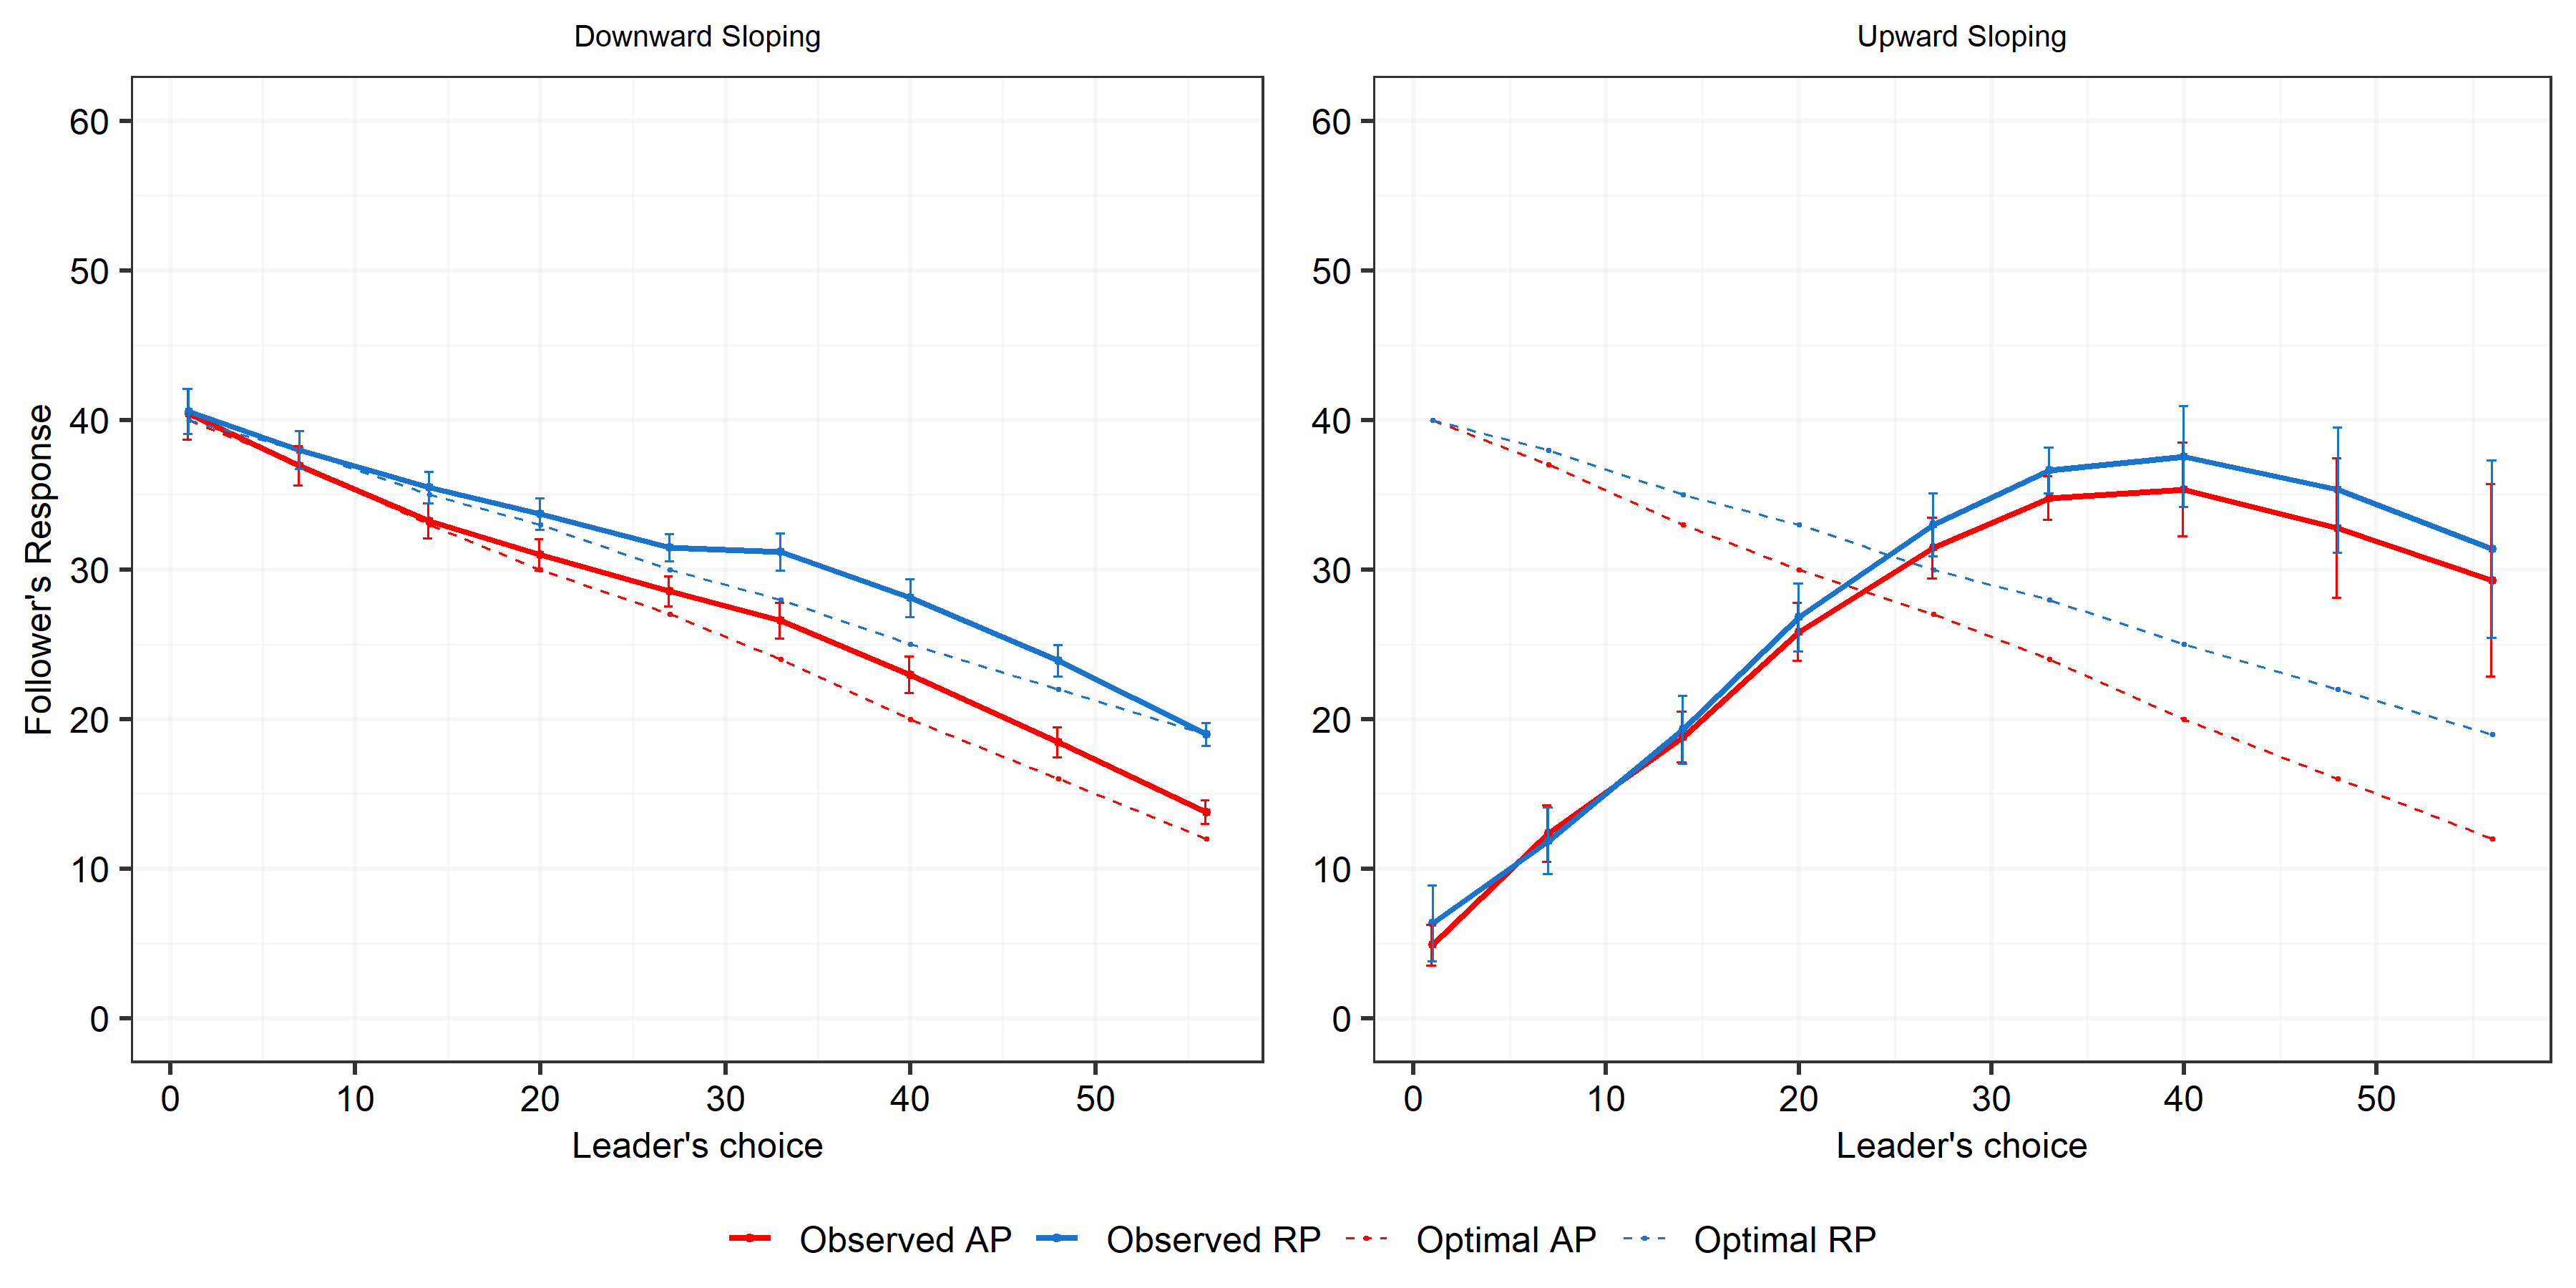 Downward Sloping
Upward Sloping
60
50
40
30
20
10
0
60
50
40
30
20
10
0
Follower's Response
0 10 20 30 40 50
0 10 20 30 40 50
Leader's choice
Leader's choice
Observed AP Observed RP Optimal AP Optimal RP